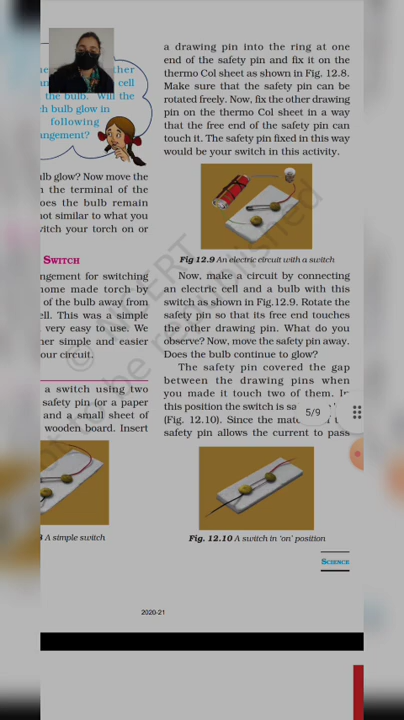 ther
cell
the bulb. Will the
h bulb glow in
following
ngement?
lb glow? Now move the
the terminal of the
oes the bulb remain
not similar to what you
witch your torch on or
SWITCH
ngement for switching
home made torch by
of the bulb away from
ell. This was a simple
very easy to use. We
her simple and easier
our circuit.
a switch using two
safety pin (or a paper
and a small sheet of
wooden board. Insert
A simple switch
a drawing pin into the ring at one
end of the safety pin and fix it on the
thermo Col sheet as shown in Fig. 12.8.
Make sure that the safety pin can be
rotated freely. Now, fix the other drawing
pin on the thermo Col sheet in a way
that the free end of the safety pin can
touch it. The safety pin fixed in this way
would be your switch in this activity.
Fig 12.9 An electric circuit with a switch
Now, make a circuit by connecting
an electric cell and a bulb with this
switch as shown in Fig.12.9. Rotate the
safety pin so that its free end touches
the other drawing pin. What do you
observe? Now, move the safety pin away.
Does the bulb continue to glow?
The safety pin covered the gap
between the drawing pins when
you made it touch two of them. In
this position the switch is sa
(Fig. 12.10). Since the mate
safety pin allows the current to pass
5/9
Fig. 12.10 A switch in 'on' position
SCIENCE
2020-21
© NCERT
not to be republished